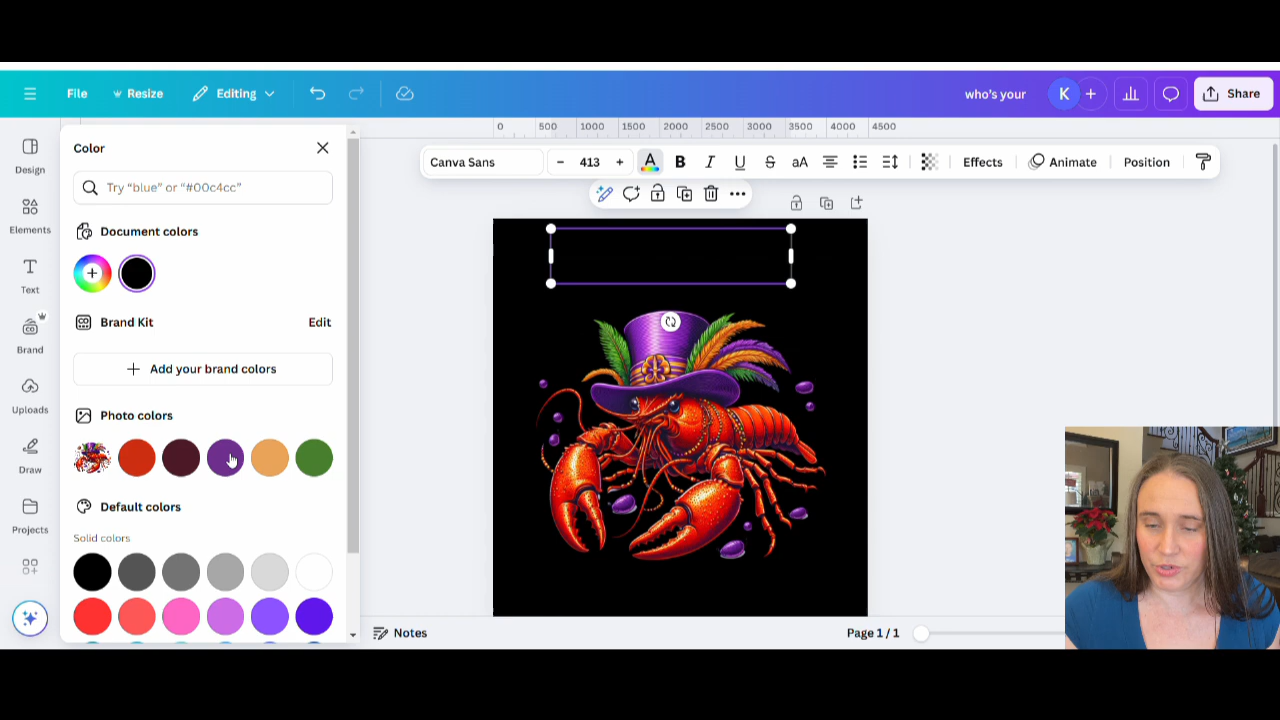 File
Resize
Editing
who's your
K
Share
0 500 1000 1500 2000 2500 3000 3500 4000 4500
Design
Elements
Text
Brand
Uploads
Draw
Projects
Color
Try “blue” or “#00c4cc”
Document colors
Brand Kit
Edit
Add your brand colors
Photo colors
Default colors
Solid colors
Canva Sans
– 413 +
A
B
I
U
S
aA
Effects
Animate
Position
Notes
Page 1 / 1